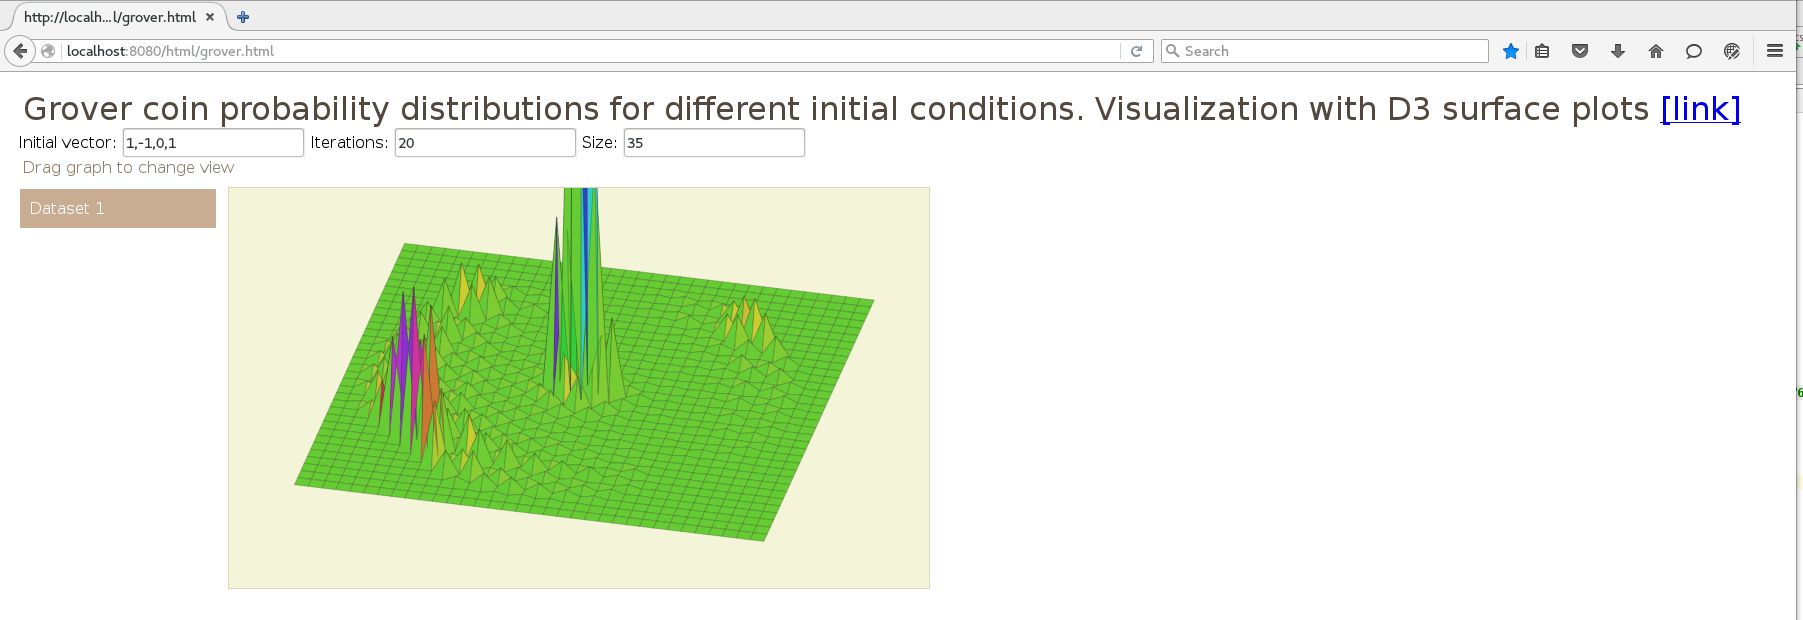 http://localh...l/grover.html
localhost:8080/html/grover.html
Search
Grover coin probability distributions for different initial conditions. Visualization with D3 surface plots [link]
Initial vector: 1,-1,0,1 Iterations: 20 Size: 35
Drag graph to change view
Dataset 1